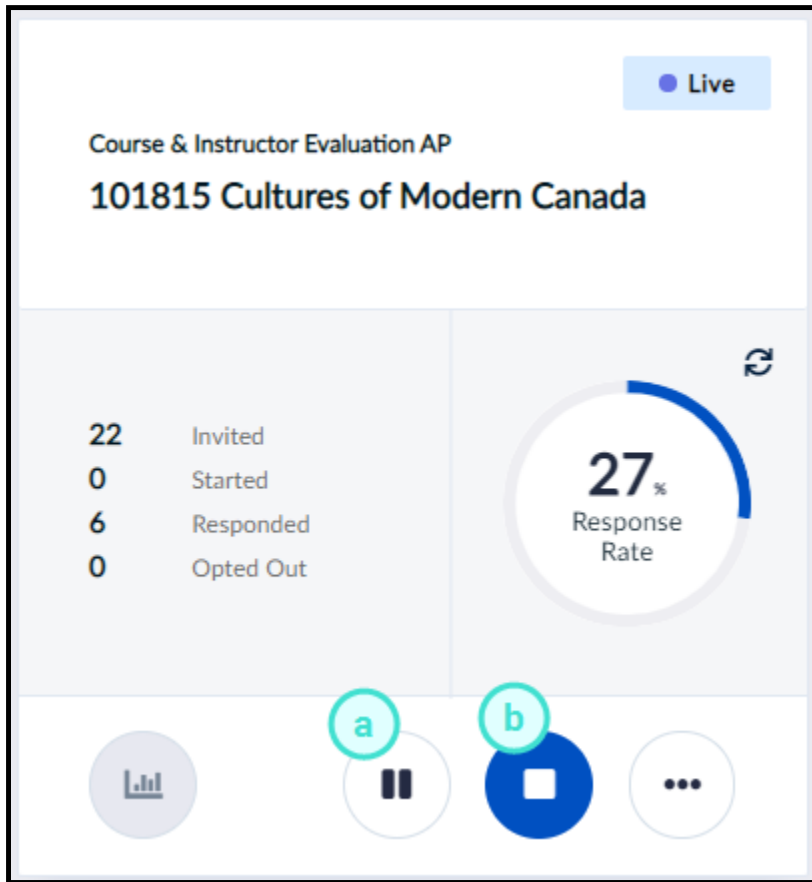 Live
Course & Instructor Evaluation AP
101815 Cultures of Modern Canada
22 Invited
0 Started
6 Responded
0 Opted Out
27%
Response
Rate
a
b